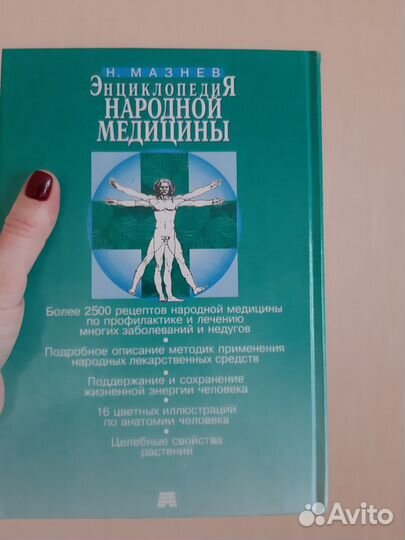 Н. МАЗНЕВ
ЭНЦИКЛОПЕДИЯ
НАРОДНОЙ
МЕДИЦИНЫ
Более 2500 рецептов народной медицины
по профилактике и лечению
многих заболеваний и недугов
•
Подробное описание методик применения
народных лекарственных средств
•
Поддержание и сохранение
жизненной энергии человека
•
16 цветных иллюстраций
по анатомии человека
•
Целебные свойства
растений
Avito